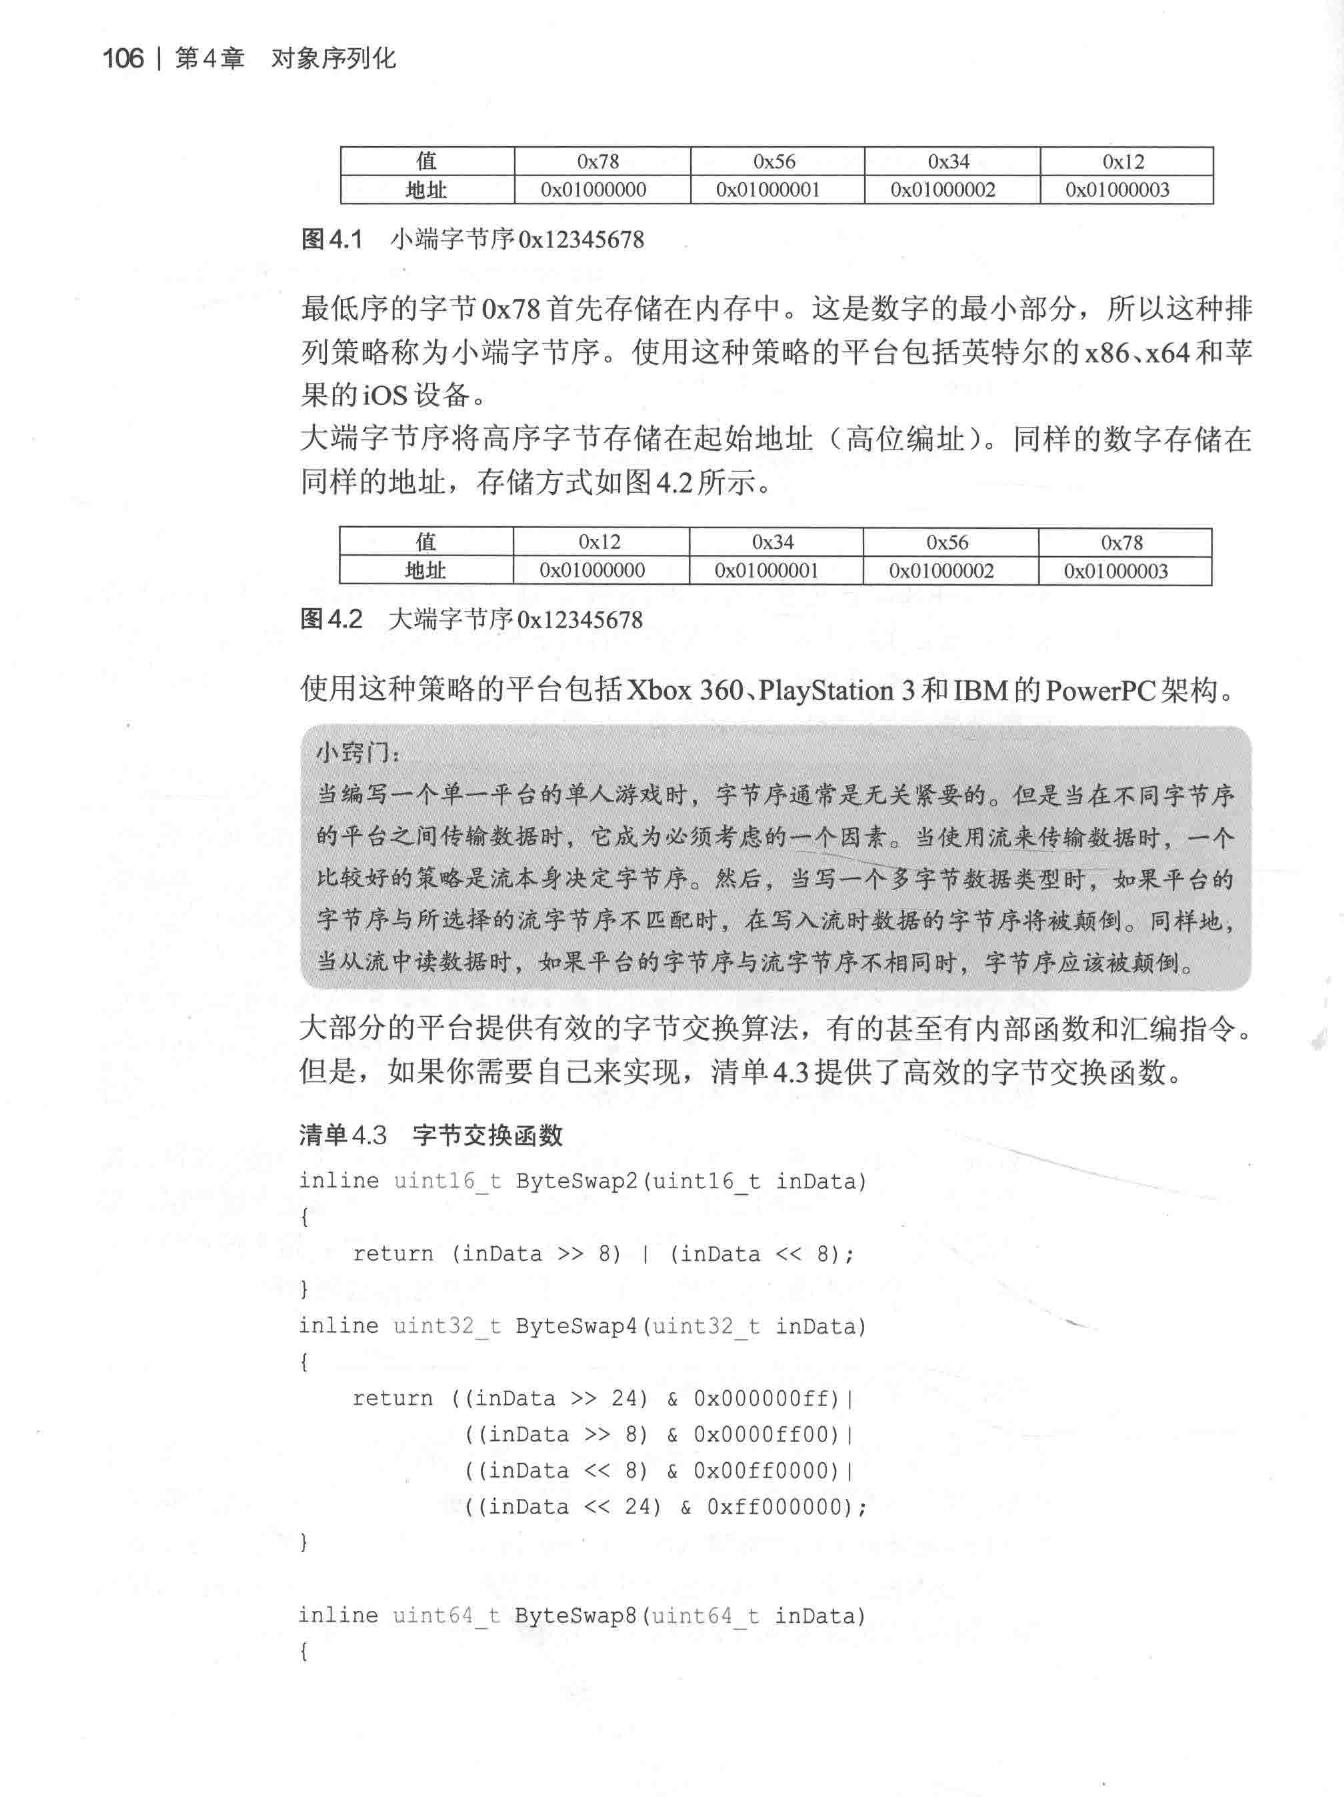 106 | 第4章 对象序列化
值 0x78 0x56 0x34 0x12
地址 0x01000000 0x01000001 0x01000002 0x01000003
图4.1 小端字节序0x12345678
最低序的字节0x78首先存储在内存中。这是数字的最小部分，所以这种排
列策略称为小端字节序。使用这种策略的平台包括英特尔的x86、x64和苹
果的iOS设备。
大端字节序将高序字节存储在起始地址（高位编址）。同样的数字存储在
同样的地址，存储方式如图4.2所示。
值 0x12 0x34 0x56 0x78
地址 0x01000000 0x01000001 0x01000002 0x01000003
图4.2 大端字节序0x12345678
使用这种策略的平台包括Xbox 360、PlayStation 3和IBM的PowerPC架构。
小窍门：
当编写一个单一平台的单人游戏时，字节序通常是无关紧要的。但是当在不同字节序
的平台之间传输数据时，它成为必须考虑的一个因素。当使用流来传输数据时，一个
比较好的策略是流本身决定字节序。然后，当写一个多字节数据类型时，如果平台的
字节序与所选择的流字节序不匹配时，在写入流时数据的字节序将被颠倒。同样地，
当从流中读数据时，如果平台的字节序与流字节序不相同时，字节序应该被颠倒。
大部分的平台提供有效的字节交换算法，有的甚至有内部函数和汇编指令。
但是，如果你需要自己来实现，清单4.3提供了高效的字节交换函数。
清单4.3 字节交换函数
inline uint16_t ByteSwap2(uint16_t inData)
{
    return (inData >> 8) | (inData << 8);
}
inline uint32_t ByteSwap4(uint32_t inData)
{
    return ((inData >> 24) & 0x000000ff)|
            ((inData >> 8) & 0x0000ff00)|
            ((inData << 8) & 0x00ff0000)|
            ((inData << 24) & 0xff000000);
}
inline uint64_t ByteSwap8(uint64_t inData)
{